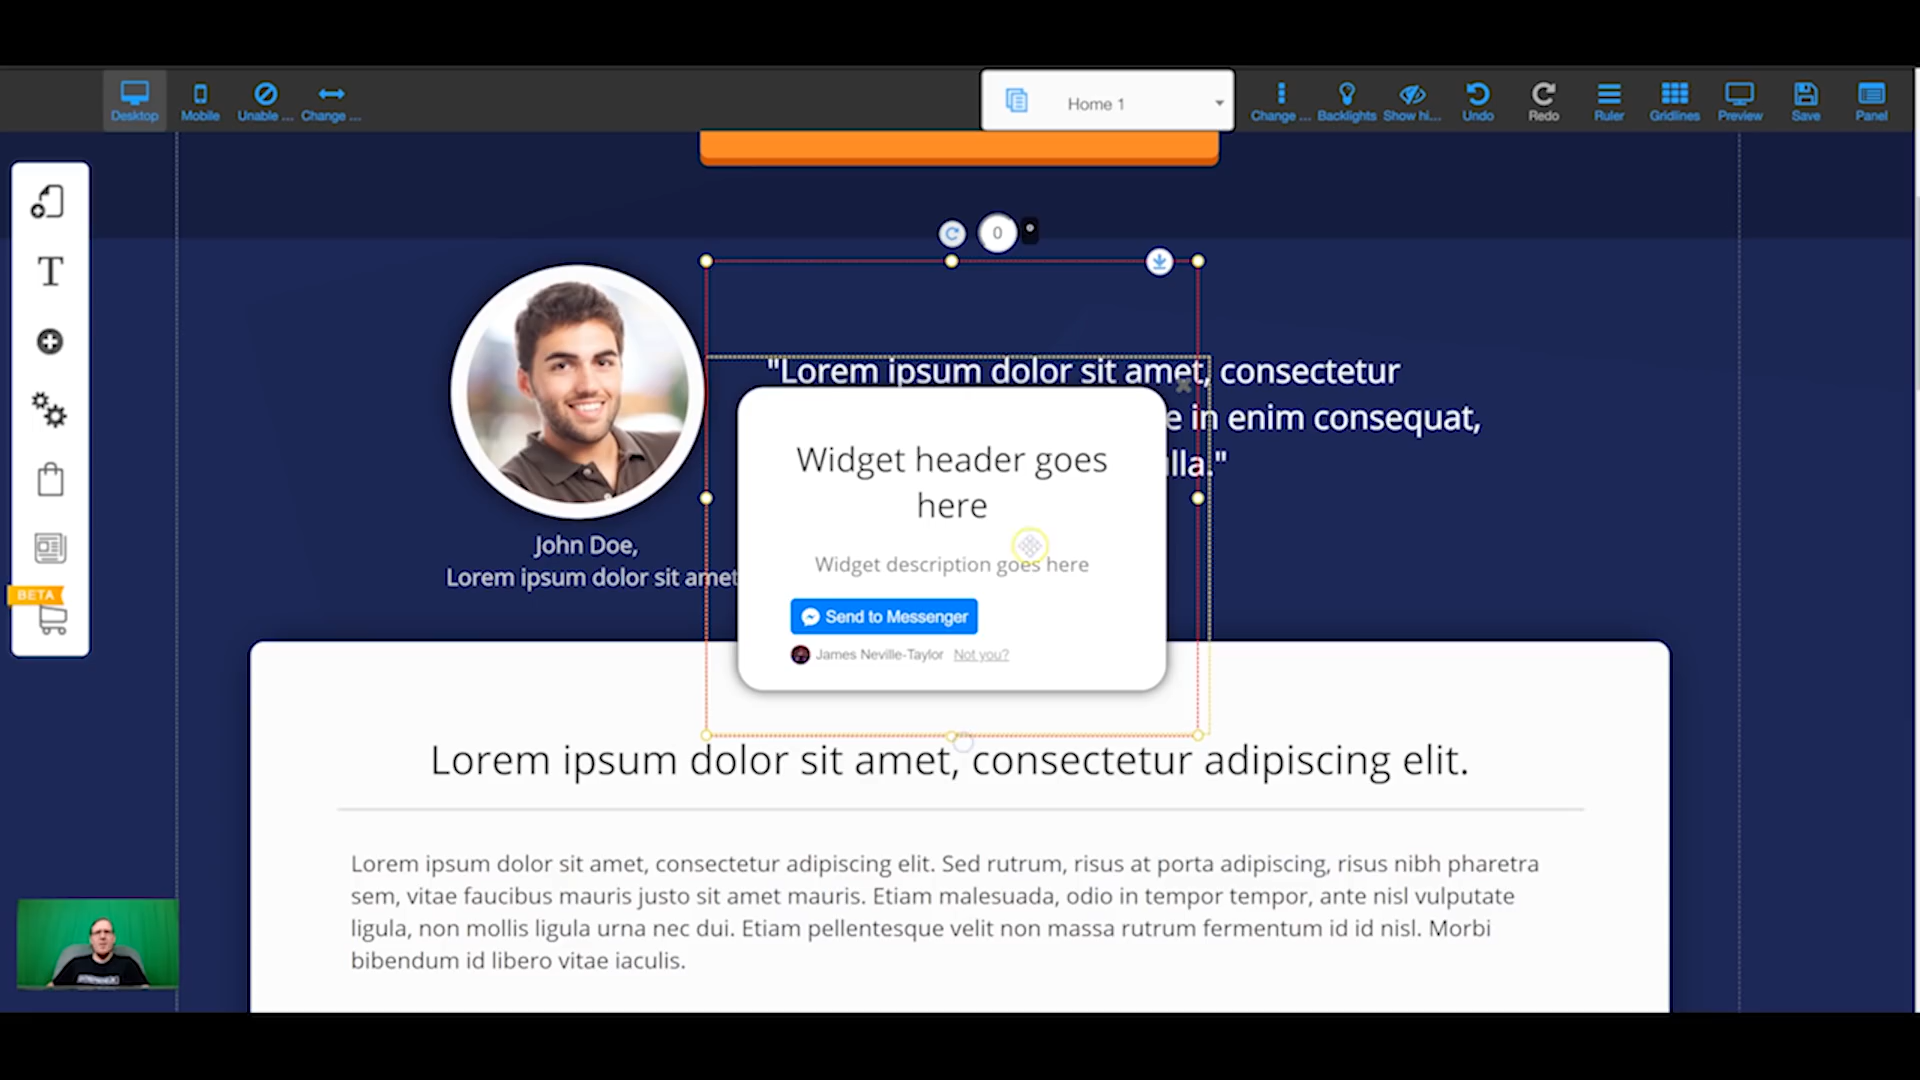 Desktop
Mobile
Unable ...
Change ...
Home 1
Change ...
Backlights
Show hi...
Undo
Redo
Ruler
Gridlines
Preview
Save
Panel
0
T
BETA
"Lorem ipsum dolor sit amet, consectetur
e in enim consequat,
lla."
Widget header goes
here
Widget description goes here
Send to Messenger
James Neville-Taylor Not you?
John Doe,
Lorem ipsum dolor sit amet
Lorem ipsum dolor sit amet, consectetur adipiscing elit.
Lorem ipsum dolor sit amet, consectetur adipiscing elit. Sed rutrum, risus at porta adipiscing, risus nibh pharetra
sem, vitae faucibus mauris justo sit amet mauris. Etiam malesuada, odio in tempor tempor, ante nisl vulputate
ligula, non mollis ligula urna nec dui. Etiam pellentesque velit non massa rutrum fermentum id id nisl. Morbi
bibendum id libero vitae iaculis.